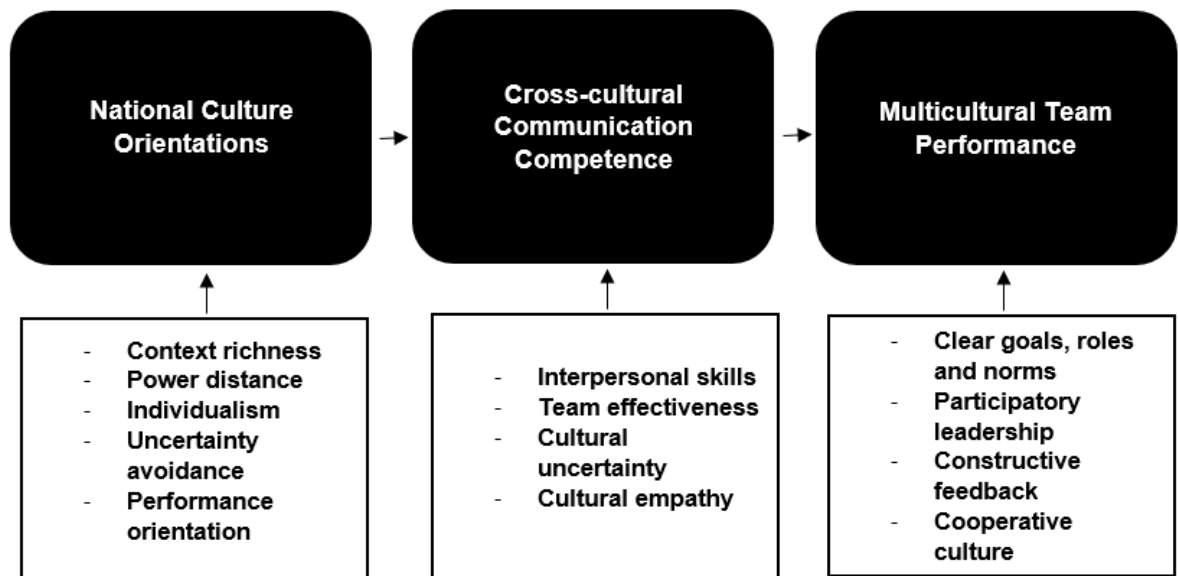 National Culture
Orientations
Cross-cultural
Communication
Competence
Multicultural Team
Performance
- Context richness
- Power distance
- Individualism
- Uncertainty
avoidance
- Performance
orientation
- Interpersonal skills
- Team effectiveness
- Cultural
uncertainty
- Cultural empathy
- Clear goals, roles
and norms
- Participatory
leadership
- Constructive
feedback
- Cooperative
culture